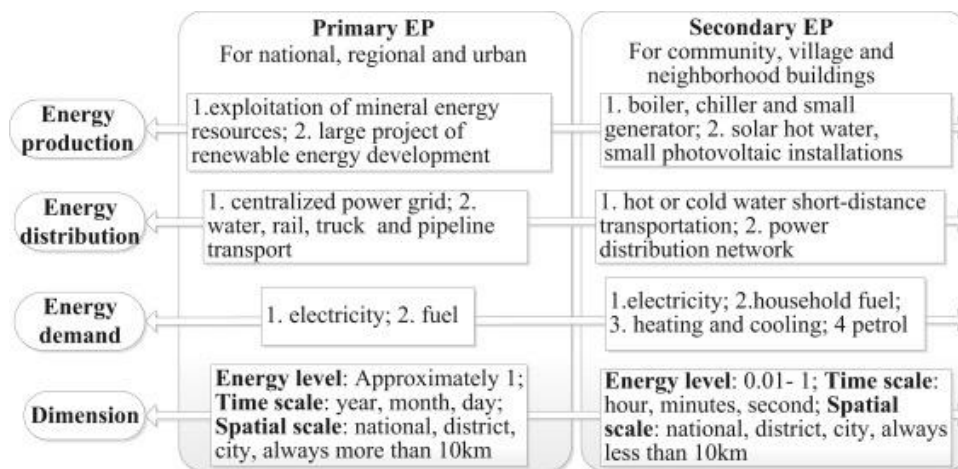 Primary EP
For national, regional and urban
Secondary EP
For community, village and
neighborhood buildings
Energy
production
1.exploitation of mineral energy
resources; 2. large project of
renewable energy development
1. boiler, chiller and small
generator; 2. solar hot water,
small photovoltaic installations
Energy
distribution
1. centralized power grid; 2.
water, rail, truck and pipeline
transport
1. hot or cold water short-distance
transportation; 2. power
distribution network
Energy
demand
1. electricity; 2. fuel
1.electricity; 2.household fuel;
3. heating and cooling; 4 petrol
Dimension
Energy level: Approximately 1;
Time scale: year, month, day;
Spatial scale: national, district,
city, always more than 10km
Energy level: 0.01- 1; Time scale:
hour, minutes, second; Spatial
scale: national, district, city, always
less than 10km